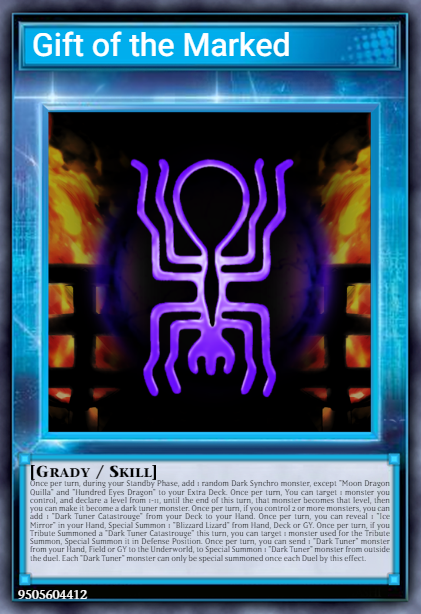 Gift of the Marked
[Grady / Skill]
Once per turn, during your Standby Phase, add 1 random Dark Synchro monster, except "Moon Dragon
Quilla" and "Hundred Eyes Dragon" to your Extra Deck. Once per turn, You can target 1 monster you
control, and declare a level from 1-11, until the end of this turn, that monster becomes that level, then
you can make it become a dark tuner monster. Once per turn, if you control 2 or more monsters, you can
add 1 "Dark Tuner Catastrouge" from your Deck to your Hand. Once per turn, you can reveal 1 "Ice
Mirror" in your Hand, Special Summon 1 "Blizzard Lizard" from Hand, Deck or GY. Once per turn, if you
Tribute Summoned a "Dark Tuner Catastrouge" this turn, you can target 1 monster used for the Tribute
Summon, Special Summon it in Defense Position. Once per turn, you can send 1 "Dark Tuner" monster
from your Hand, Field or GY to the Underworld, to Special Summon 1 "Dark Tuner" monster from outside
the duel. Each "Dark Tuner" monster can only be special summoned once each Duel by this effect.
9505604412